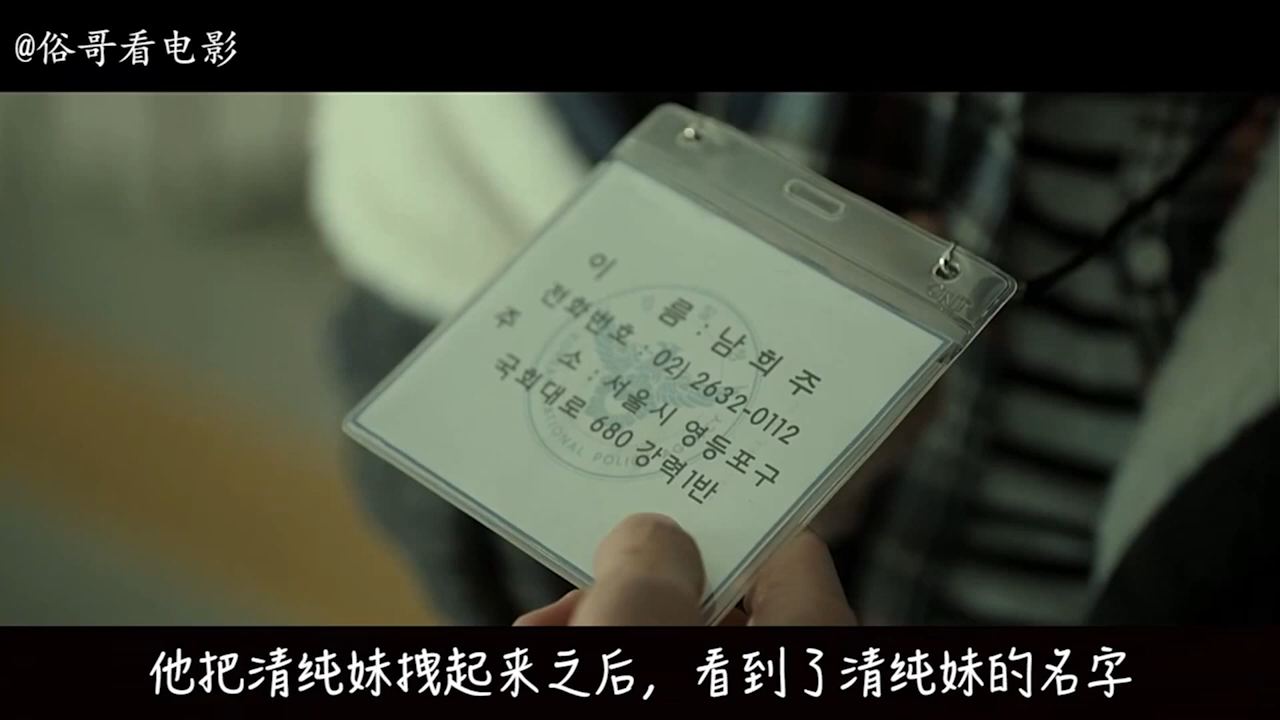 @俗哥看电影
이 름 : 남 희 주
전화번호 : 02) 2632-0112
주 소 : 서울시 영등포구
국회대로 680 강력1반
他把清纯妹拽起来之后，看到了清纯妹的名字